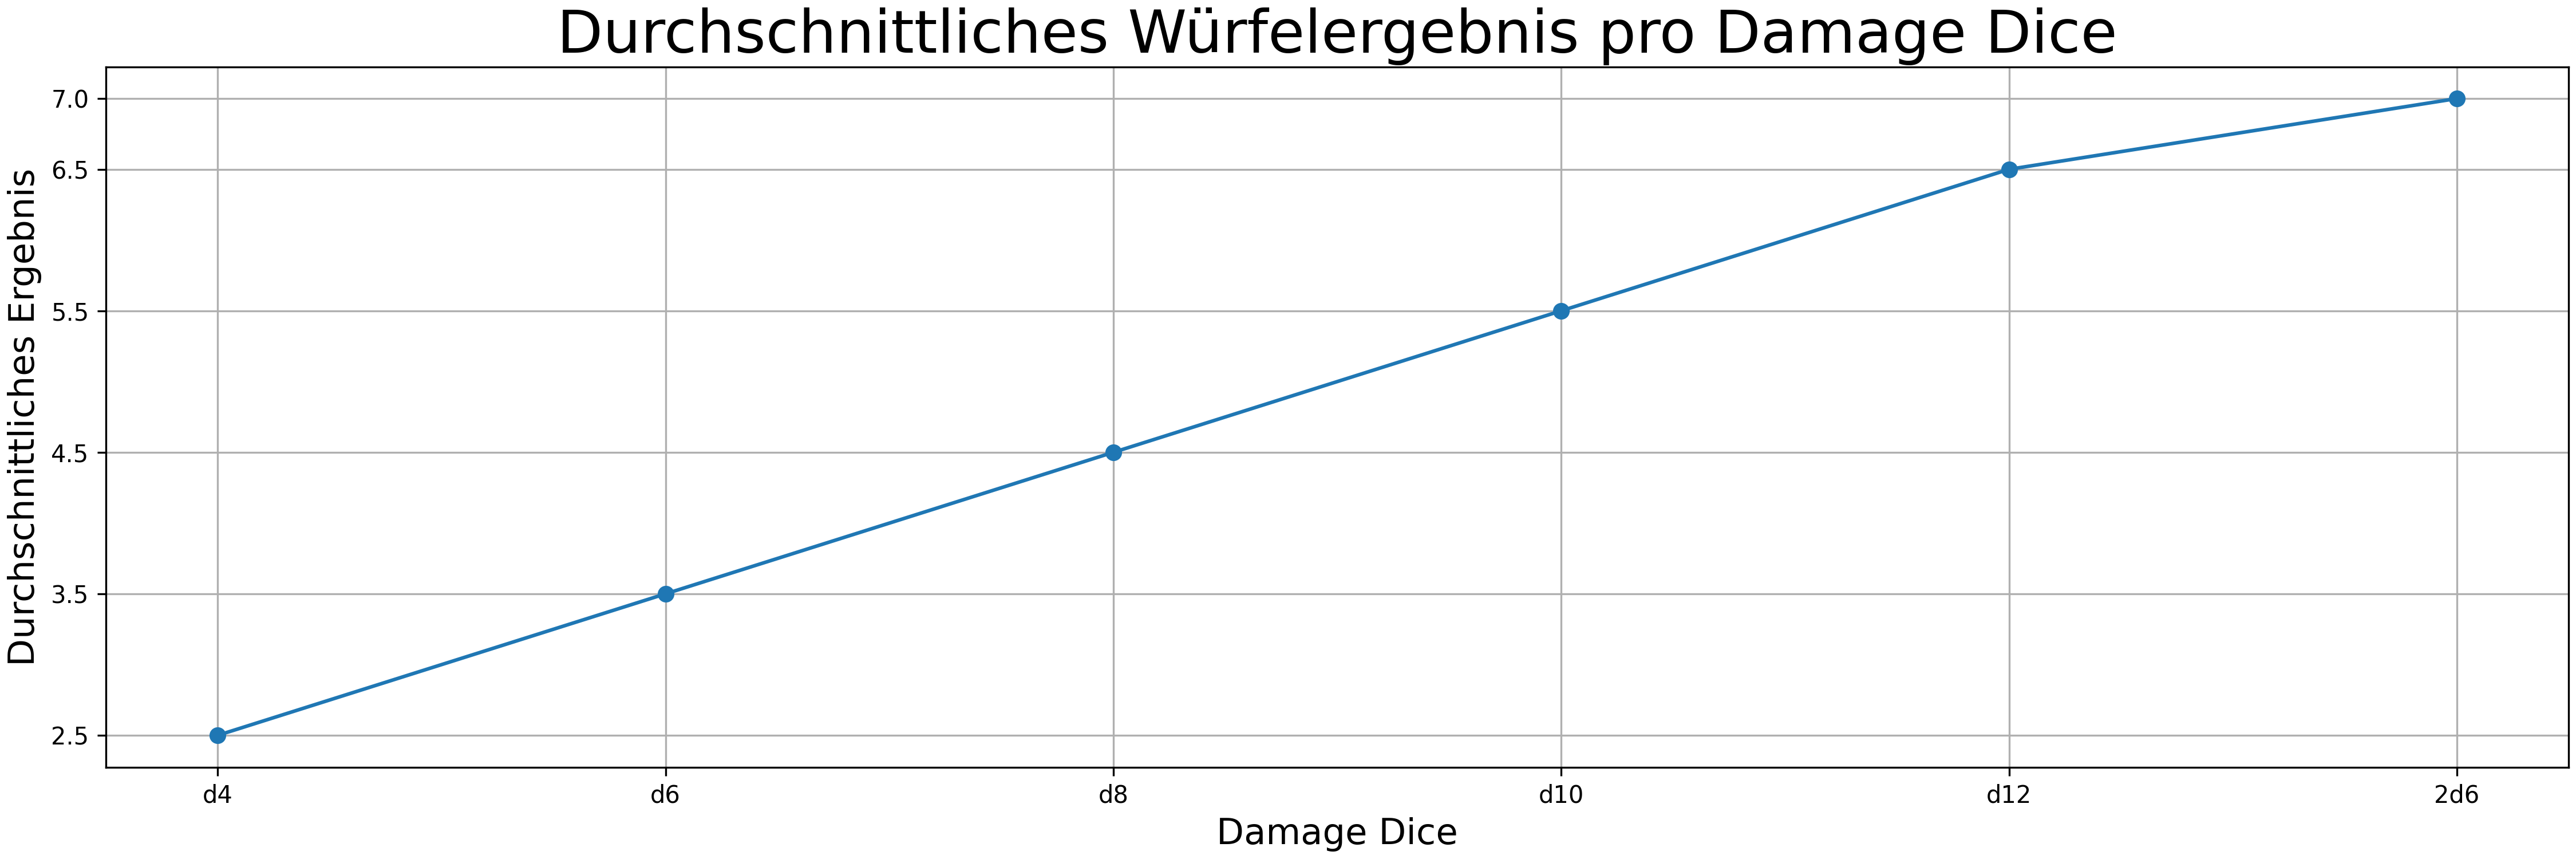 Durchschnittliches Würfelergebnis pro Damage Dice
Durchschnittliches Ergebnis
7.0
6.5
5.5
4.5
3.5
2.5
d4
d6
d8
d10
d12
2d6
Damage Dice